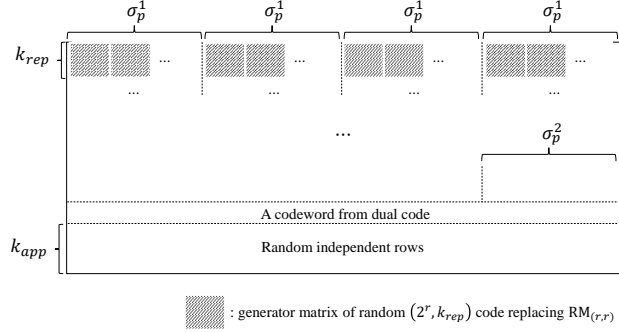 σ_p^1 σ_p^1 σ_p^1 σ_p^1
k_rep ... ... ... ...
... ... ... ...
...
σ_p^2
A codeword from dual code
k_app Random independent rows
: generator matrix of random (2^r, k_rep) code replacing RM_(r,r)